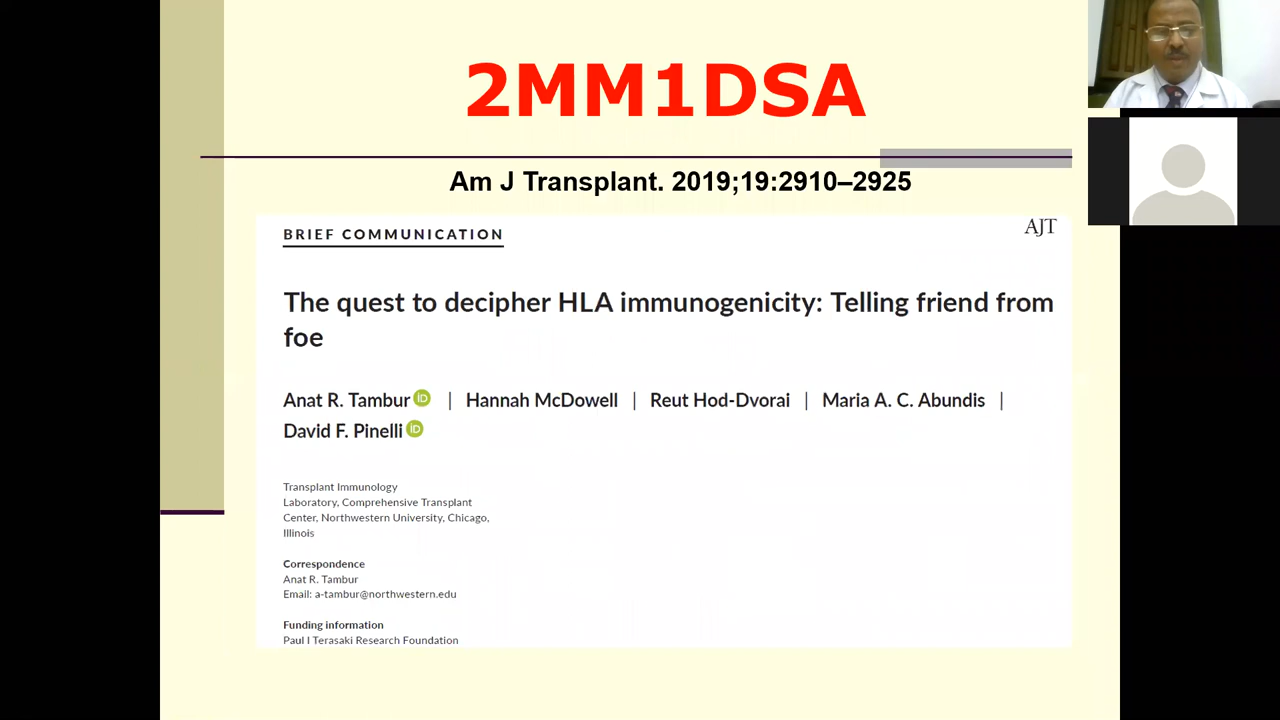 2MM1DSA
Am J Transplant. 2019;19:2910–2925
BRIEF COMMUNICATION
AJT
The quest to decipher HLA immunogenicity: Telling friend from
foe
Anat R. Tambur iD | Hannah McDowell | Reut Hod-Dvorai | Maria A. C. Abundis |
David F. Pinelli iD
Transplant Immunology
Laboratory, Comprehensive Transplant
Center, Northwestern University, Chicago,
Illinois
Correspondence
Anat R. Tambur
Email: a-tambur@northwestern.edu
Funding information
Paul I Terasaki Research Foundation